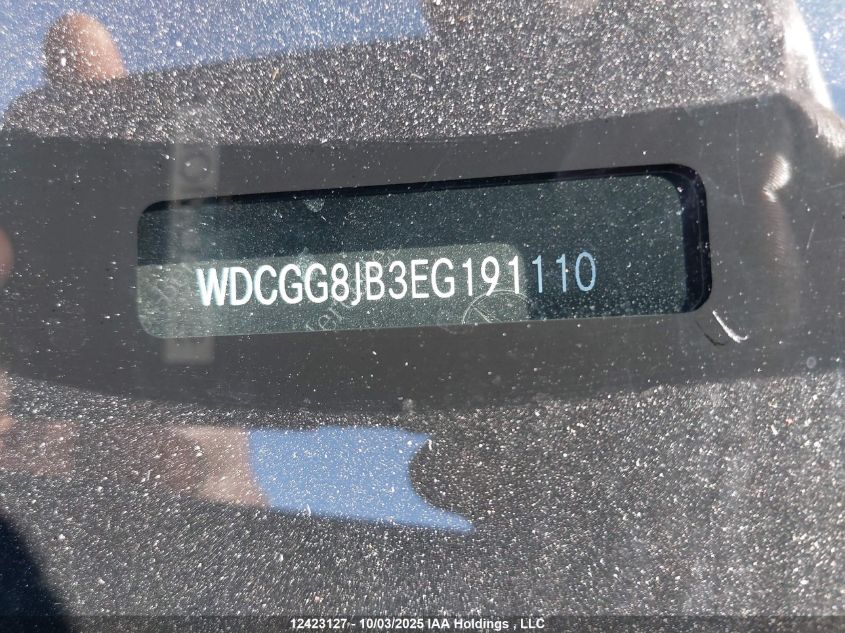 WDCGG8JB3EG191110
12423127 - 10/03/2025 IAA Holdings , LLC